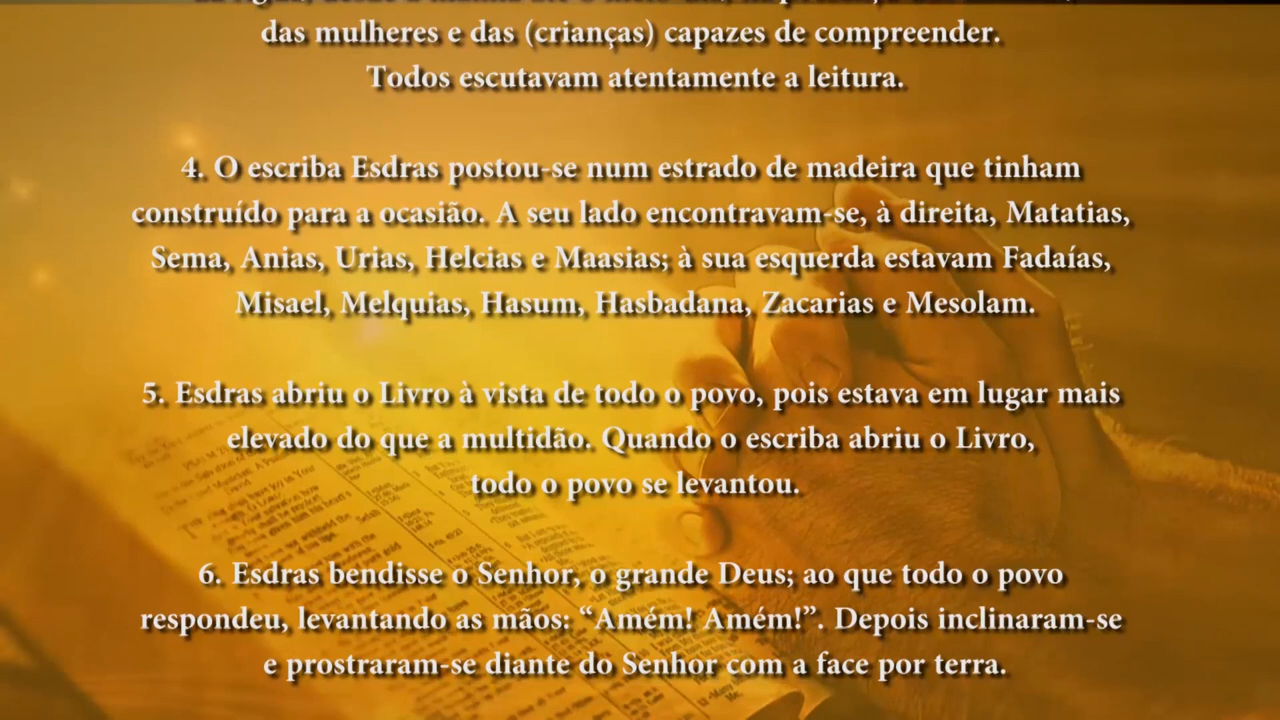 das mulheres e das (crianças) capazes de compreender.
Todos escutavam atentamente a leitura.
4. O escriba Esdras postou-se num estrado de madeira que tinham
construído para a ocasião. A seu lado encontravam-se, à direita, Matatias,
Sema, Anias, Urias, Helcias e Maasias; à sua esquerda estavam Fadaías,
Misael, Melquias, Hasum, Hasbadana, Zacarias e Mesolam.
5. Esdras abriu o Livro à vista de todo o povo, pois estava em lugar mais
elevado do que a multidão. Quando o escriba abriu o Livro,
todo o povo se levantou.
6. Esdras bendisse o Senhor, o grande Deus; ao que todo o povo
respondeu, levantando as mãos: “Amém! Amém!”. Depois inclinaram-se
e prostraram-se diante do Senhor com a face por terra.